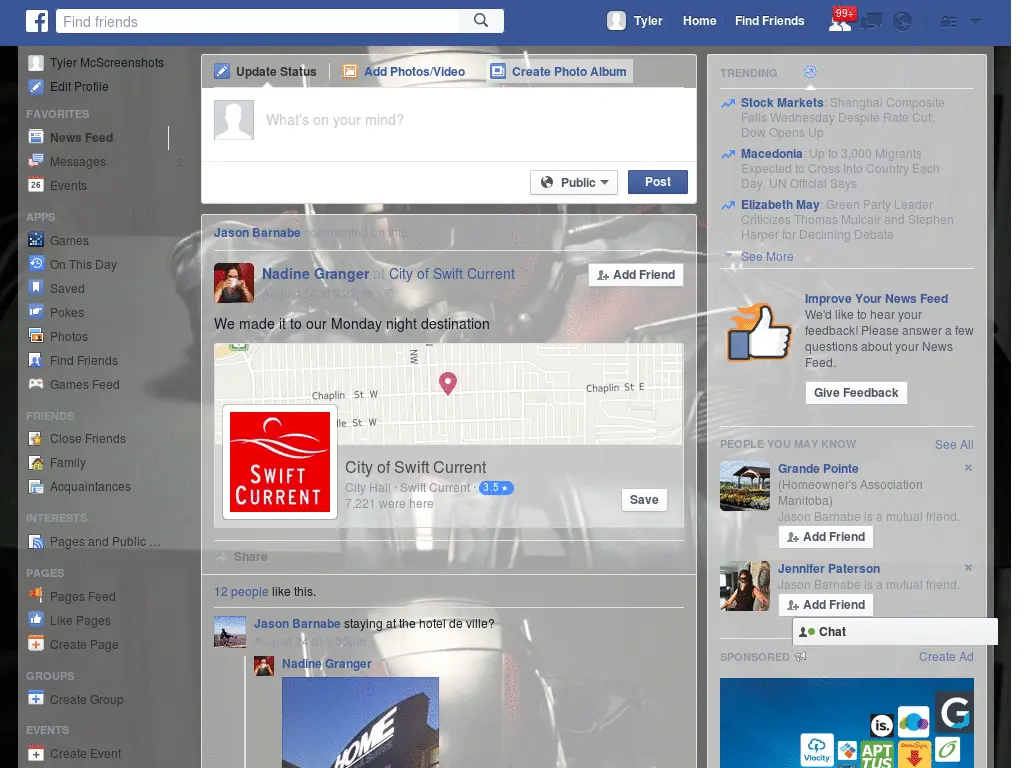 Find friends
Tyler
Home
Find Friends
99+
Tyler McScreenshots
Edit Profile
FAVORITES
News Feed
Messages
2
26
Events
APPS
Games
On This Day
Saved
Pokes
Photos
Find Friends
Games Feed
FRIENDS
Close Friends
Family
Acquaintances
INTERESTS
Pages and Public ...
PAGES
Pages Feed
Like Pages
Create Page
GROUPS
Create Group
EVENTS
Create Event
Update Status
Add Photos/Video
Create Photo Album
What's on your mind?
Public
Post
Jason Barnabe commented on this.
Nadine Granger at City of Swift Current
August 24 at 9:22pm
Add Friend
We made it to our Monday night destination
NW
Chaplin St W
Chaplin St E
lle St W
SWIFT
CURRENT
City of Swift Current
City Hall · Swift Current · 3.5 ★
7,221 were here
Save
Share
12 people like this.
Jason Barnabe staying at the hotel de ville?
Nadine Granger
HOME
TRENDING
Stock Markets: Shanghai Composite
Falls Wednesday Despite Rate Cut;
Dow Opens Up
Macedonia: Up to 3,000 Migrants
Expected to Cross Into Country Each
Day, UN Official Says
Elizabeth May: Green Party Leader
Criticizes Thomas Mulcair and Stephen
Harper for Declining Debate
See More
Improve Your News Feed
We'd like to hear your
feedback! Please answer a few
questions about your News
Feed.
Give Feedback
PEOPLE YOU MAY KNOW
See All
Grande Pointe
(Homeowner's Association
Manitoba)
Jason Barnabe is a mutual friend.
Add Friend
Jennifer Paterson
Jason Barnabe is a mutual friend.
Add Friend
Chat
SPONSORED
Create Ad
is.
G
Vlocity
APT
TUS